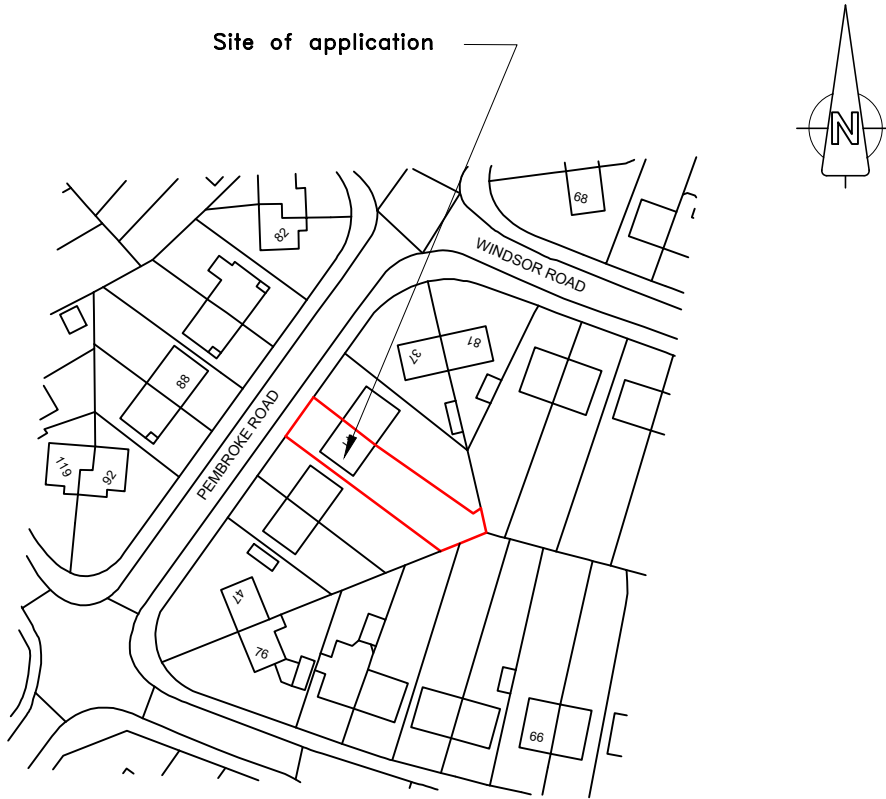 Site of application
N
68
82
WINDSOR ROAD
37
81
88
PEMBROKE ROAD
119
92
47
76
66